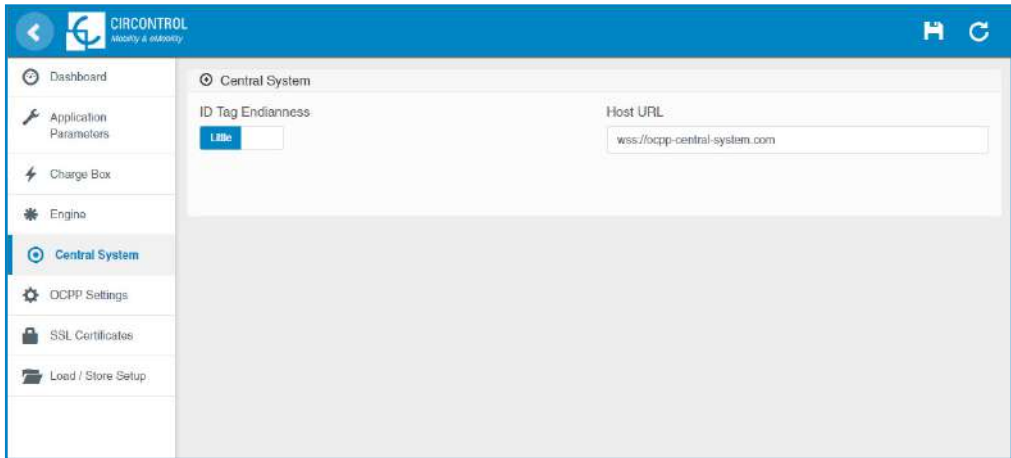 CIRCONTROL
Mobility & eMobility
Dashboard
Central System
ID Tag Endianness
Host URL
Little
wss://ocpp-central-system.com
Application
Parameters
Charge Box
Engine
Central System
OCPP Settings
SSL Certificates
Load / Store Setup